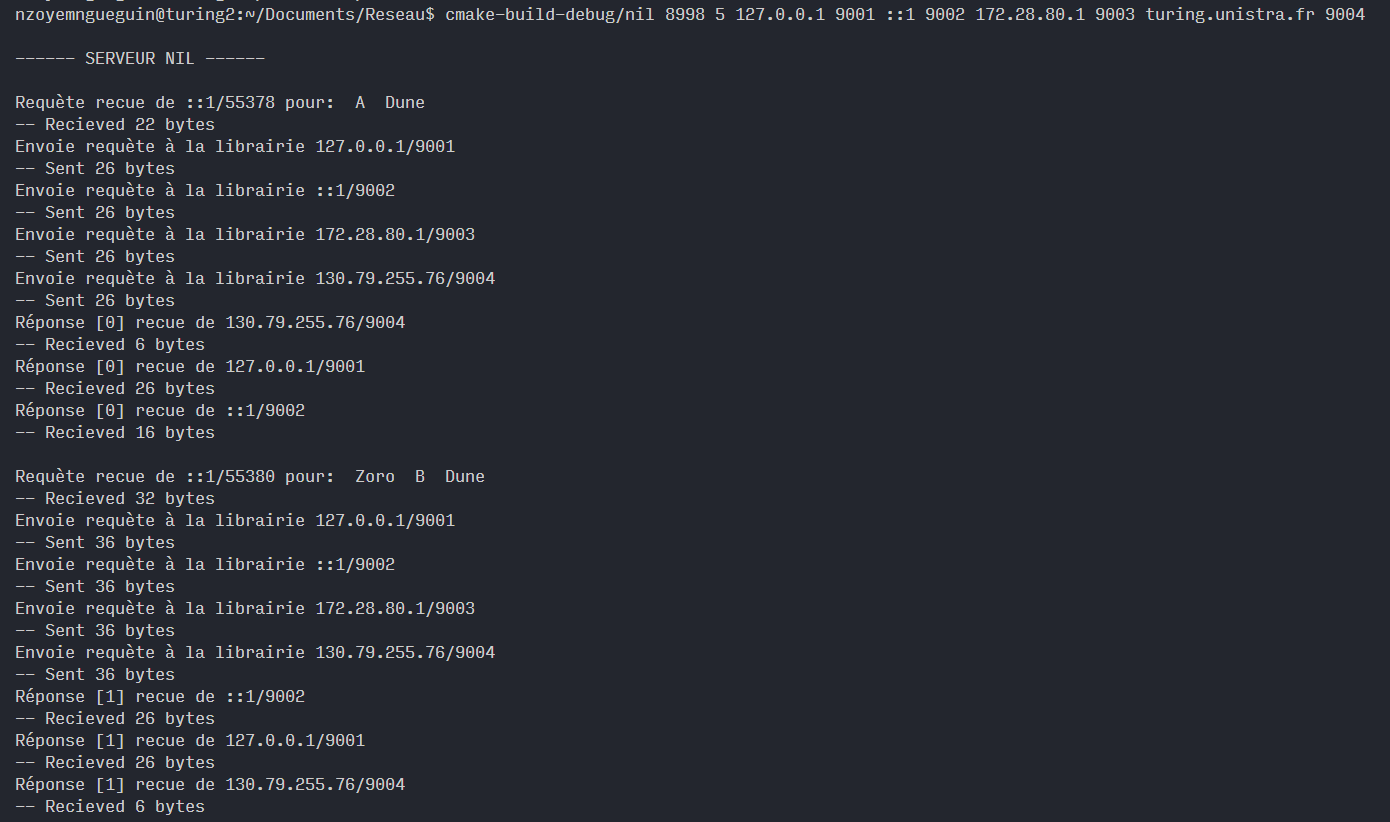 nzoyemngueguin@turing2:~/Documents/Reseau$ cmake-build-debug/nil 8998 5 127.0.0.1 9001 ::1 9002 172.28.80.1 9003 turing.unistra.fr 9004
------ SERVEUR NIL ------
Requète recue de ::1/55378 pour:  A  Dune
-- Recieved 22 bytes
Envoie requète à la librairie 127.0.0.1/9001
-- Sent 26 bytes
Envoie requète à la librairie ::1/9002
-- Sent 26 bytes
Envoie requète à la librairie 172.28.80.1/9003
-- Sent 26 bytes
Envoie requète à la librairie 130.79.255.76/9004
-- Sent 26 bytes
Réponse [0] recue de 130.79.255.76/9004
-- Recieved 6 bytes
Réponse [0] recue de 127.0.0.1/9001
-- Recieved 26 bytes
Réponse [0] recue de ::1/9002
-- Recieved 16 bytes
Requète recue de ::1/55380 pour:  Zoro  B  Dune
-- Recieved 32 bytes
Envoie requète à la librairie 127.0.0.1/9001
-- Sent 36 bytes
Envoie requète à la librairie ::1/9002
-- Sent 36 bytes
Envoie requète à la librairie 172.28.80.1/9003
-- Sent 36 bytes
Envoie requète à la librairie 130.79.255.76/9004
-- Sent 36 bytes
Réponse [1] recue de ::1/9002
-- Recieved 26 bytes
Réponse [1] recue de 127.0.0.1/9001
-- Recieved 26 bytes
Réponse [1] recue de 130.79.255.76/9004
-- Recieved 6 bytes